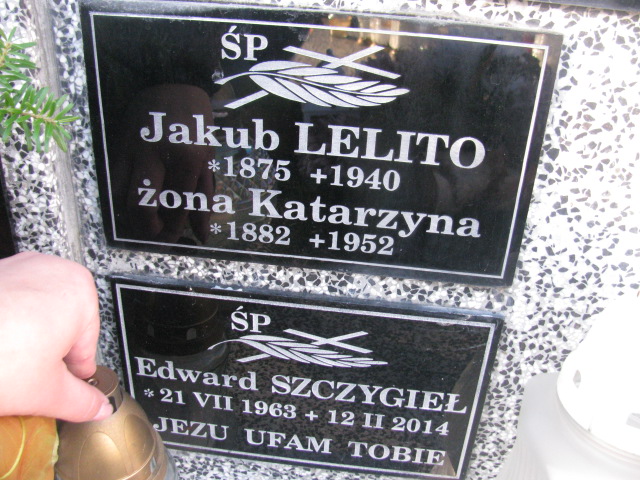 ŚP
Jakub LELITO
*1875 +1940
żona Katarzyna
*1882 +1952
ŚP
Edward SZCZYGIEŁ
* 21 VII 1963 + 12 II 2014
JEZU UFAM TOBIE